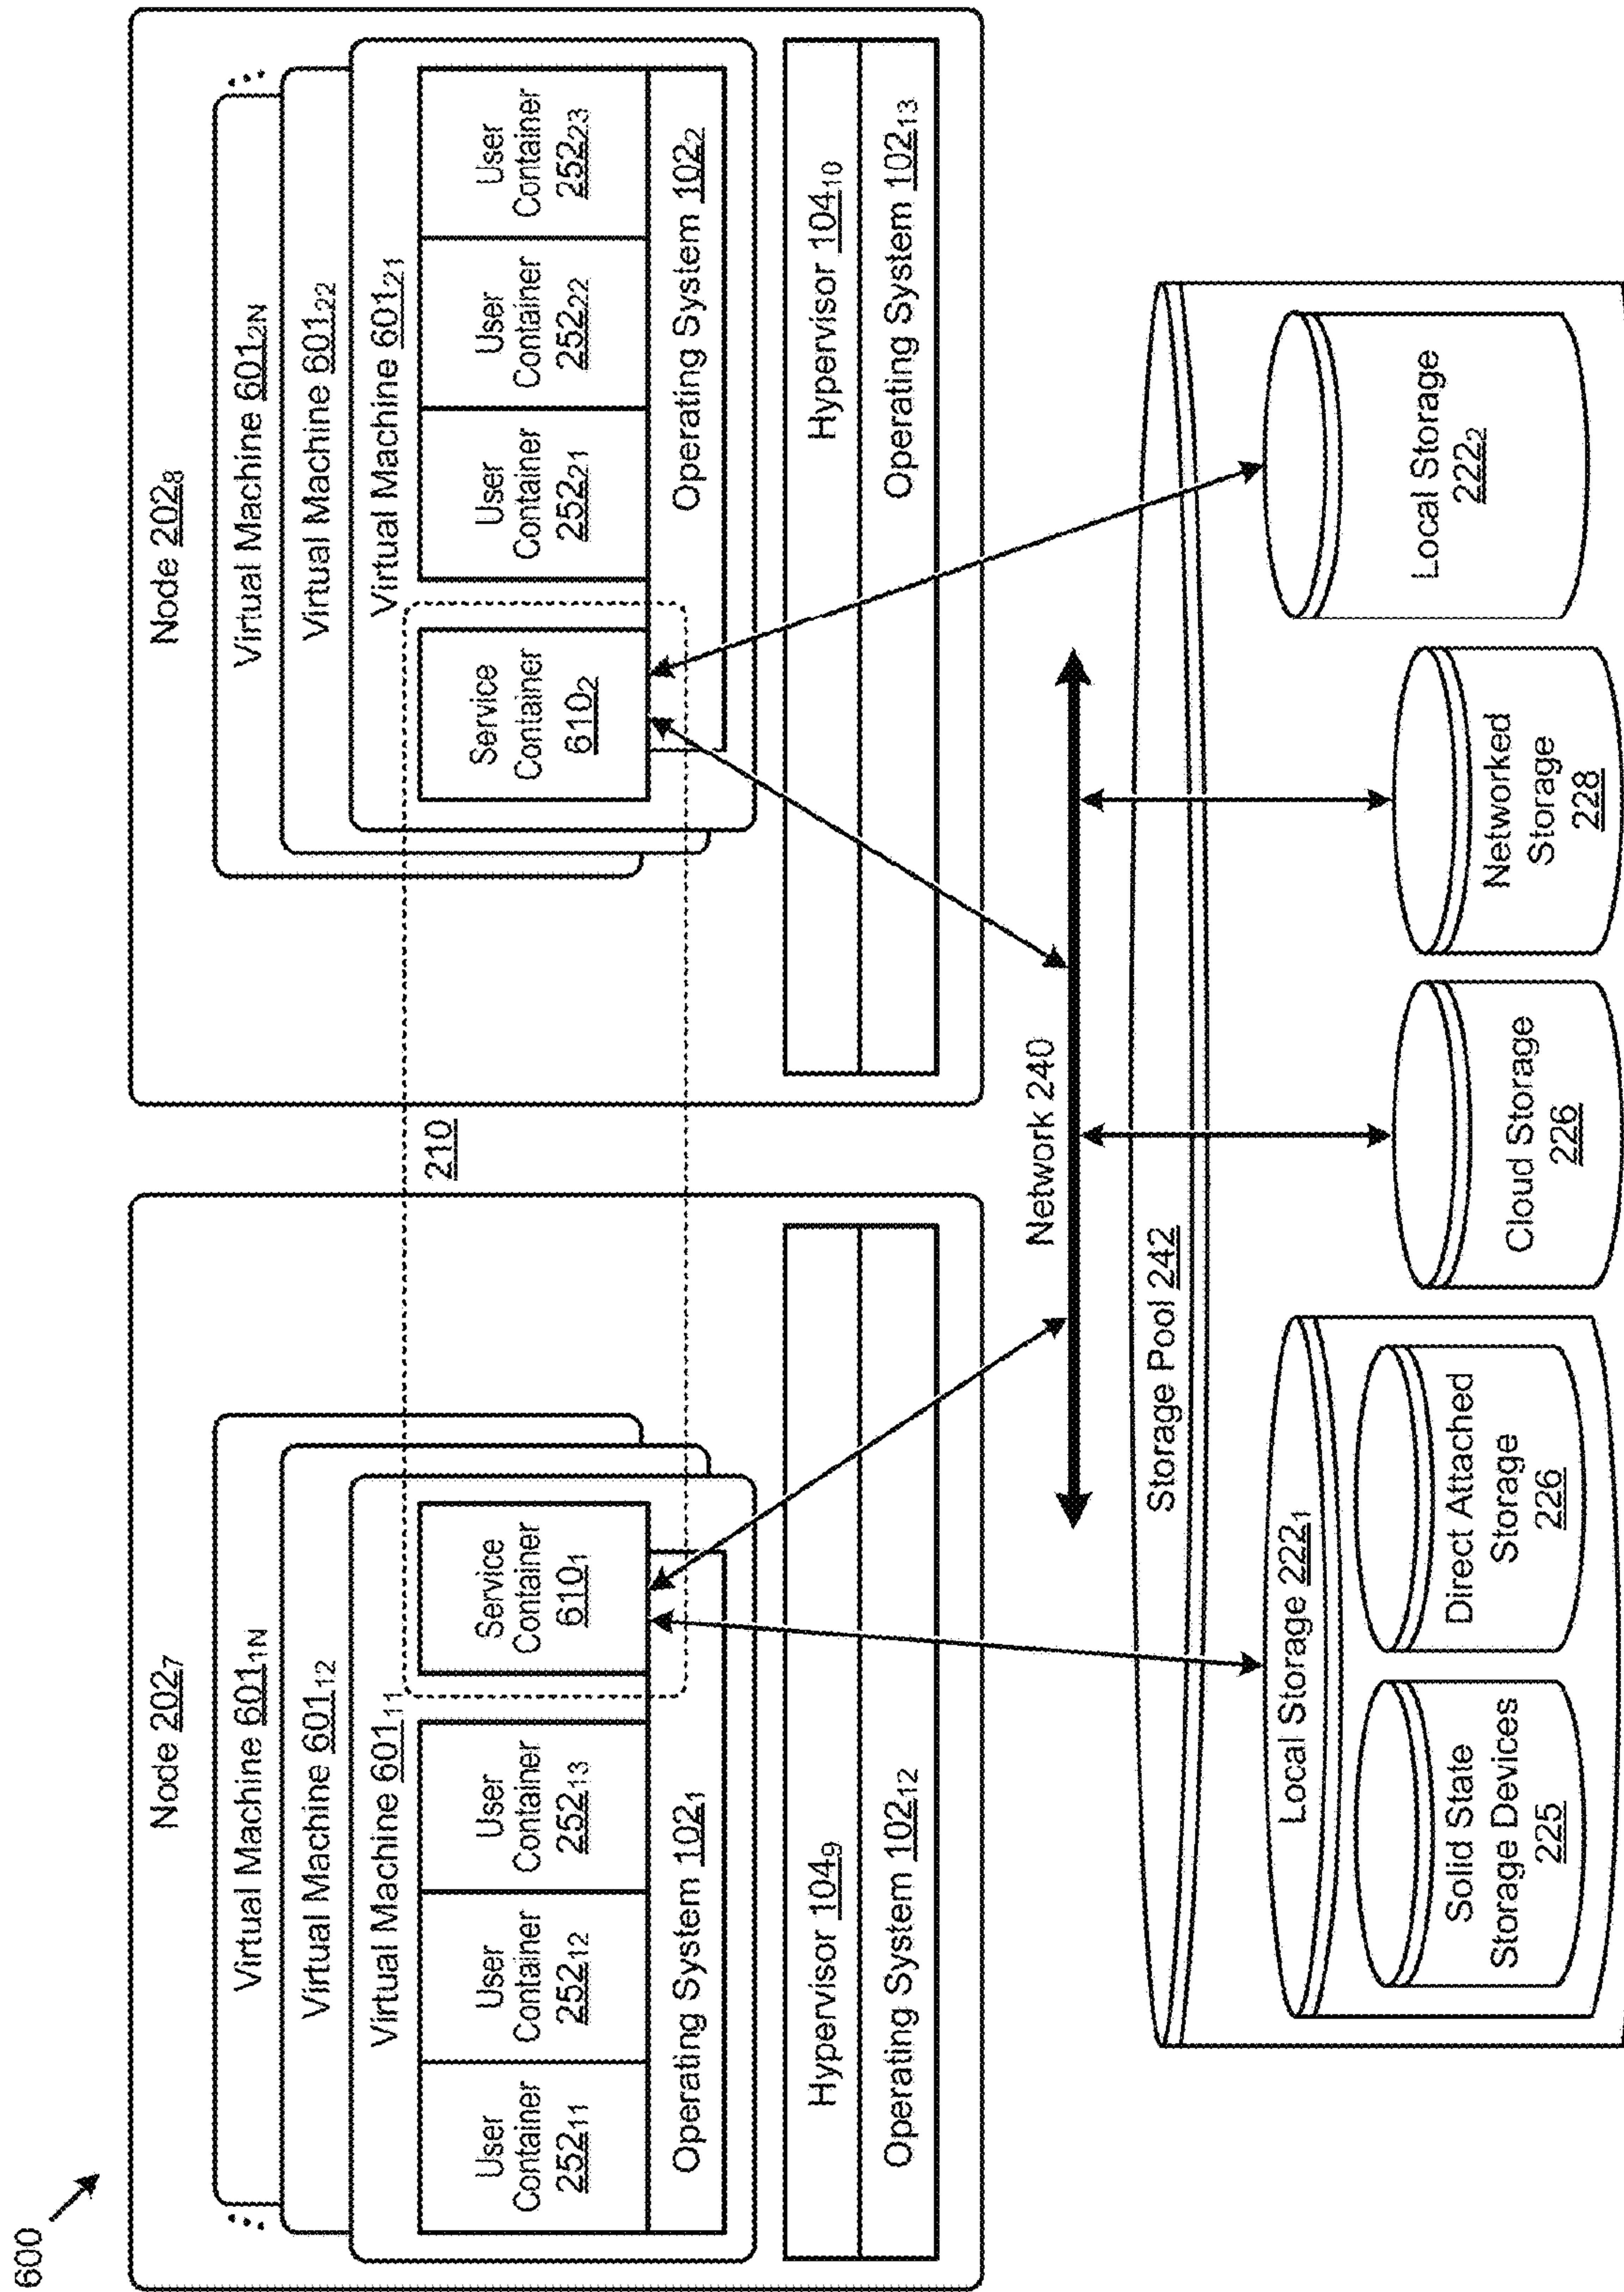 600
Node 202₇
Virtual Machine 601₁N
Virtual Machine 601₁₂
Virtual Machine 601₁₁
User
Container
252₁₁
User
Container
252₁₂
User
Container
252₁₃
Service
Container
610₁
Operating System 102₁
Hypervisor 104₉
Operating System 102₁₂
210
Node 202₈
Virtual Machine 601₂N
Virtual Machine 601₂₂
Virtual Machine 601₂₁
Service
Container
610₂
User
Container
252₂₁
User
Container
252₂₂
User
Container
252₂₃
Operating System 102₂
Hypervisor 104₁₀
Operating System 102₁₃
Network 240
Storage Pool 242
Local Storage 222₁
Solid State
Storage Devices
225
Direct Attached
Storage
226
Cloud Storage
226
Networked
Storage
228
Local Storage
222₂